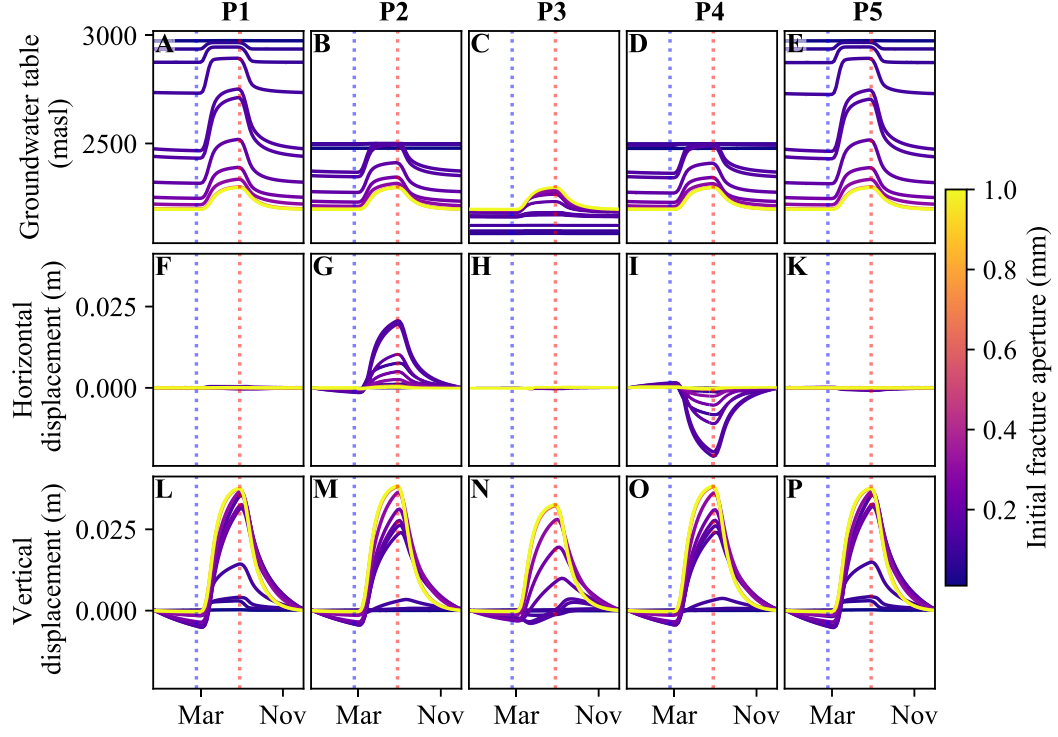 P1 P2 P3 P4 P5
Groundwater table
(masl)
3000
2500
A B C D E
Horizontal
displacement (m)
0.025
0.000
F G H I K
Vertical
displacement (m)
0.025
0.000
L M N O P
Mar Nov Mar Nov Mar Nov Mar Nov Mar Nov
1.0
0.8
0.6
0.4
0.2
Initial fracture aperture (mm)